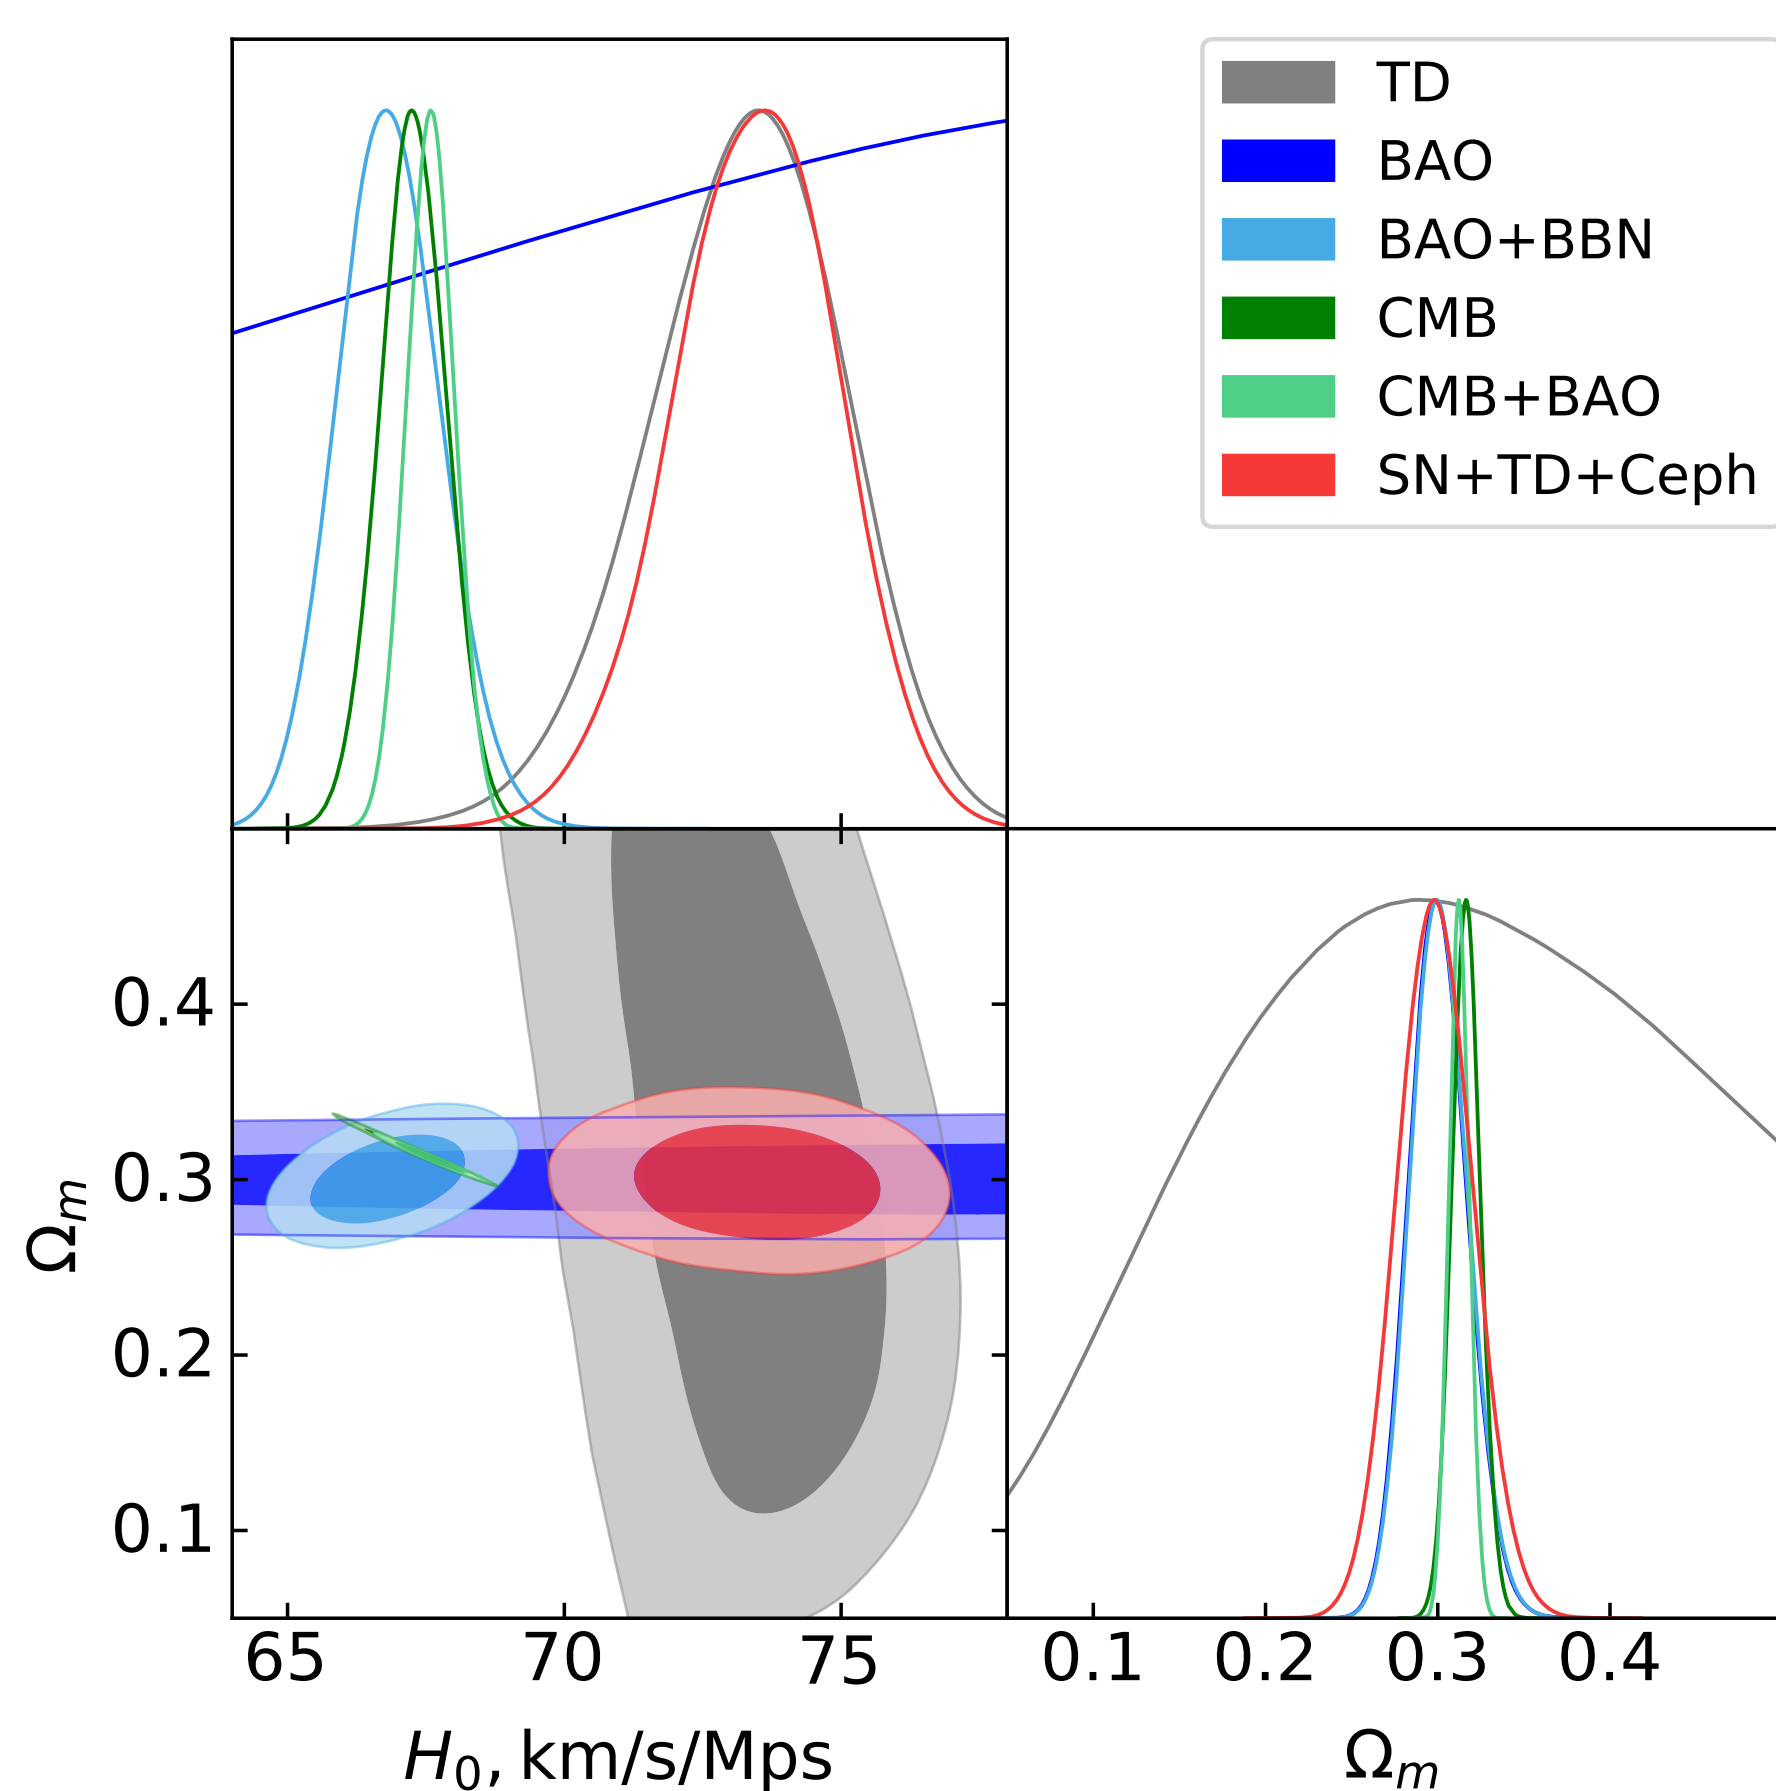 TD
BAO
BAO+BBN
CMB
CMB+BAO
SN+TD+Ceph
0.4
0.3
0.2
0.1
Ωm
65 70 75
H0, km/s/Mps
0.1 0.2 0.3 0.4
Ωm